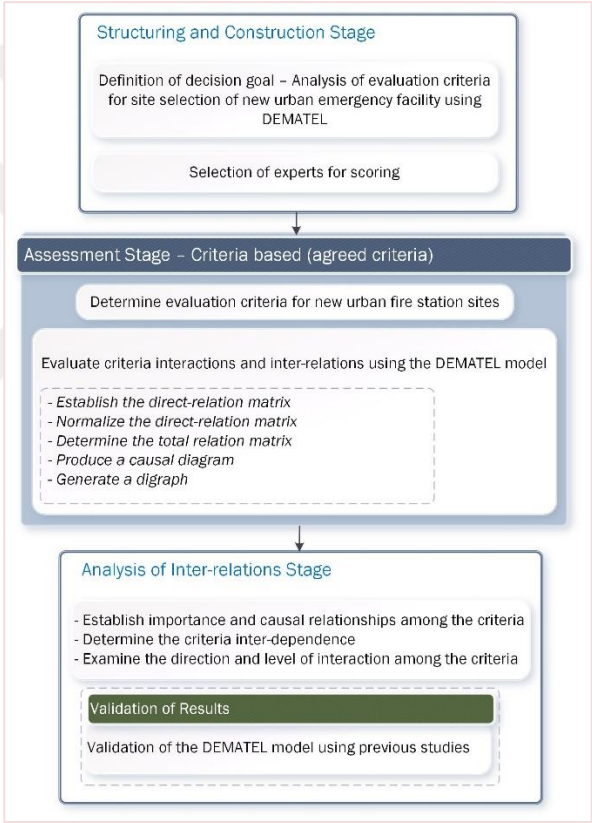 Structuring and Construction Stage
Definition of decision goal – Analysis of evaluation criteria
for site selection of new urban emergency facility using
DEMATEL
Selection of experts for scoring
Assessment Stage – Criteria based (agreed criteria)
Determine evaluation criteria for new urban fire station sites
Evaluate criteria interactions and inter-relations using the DEMATEL model
- Establish the direct-relation matrix
- Normalize the direct-relation matrix
- Determine the total relation matrix
- Produce a causal diagram
- Generate a digraph
Analysis of Inter-relations Stage
- Establish importance and causal relationships among the criteria
- Determine the criteria inter-dependence
- Examine the direction and level of interaction among the criteria
Validation of Results
Validation of the DEMATEL model using previous studies